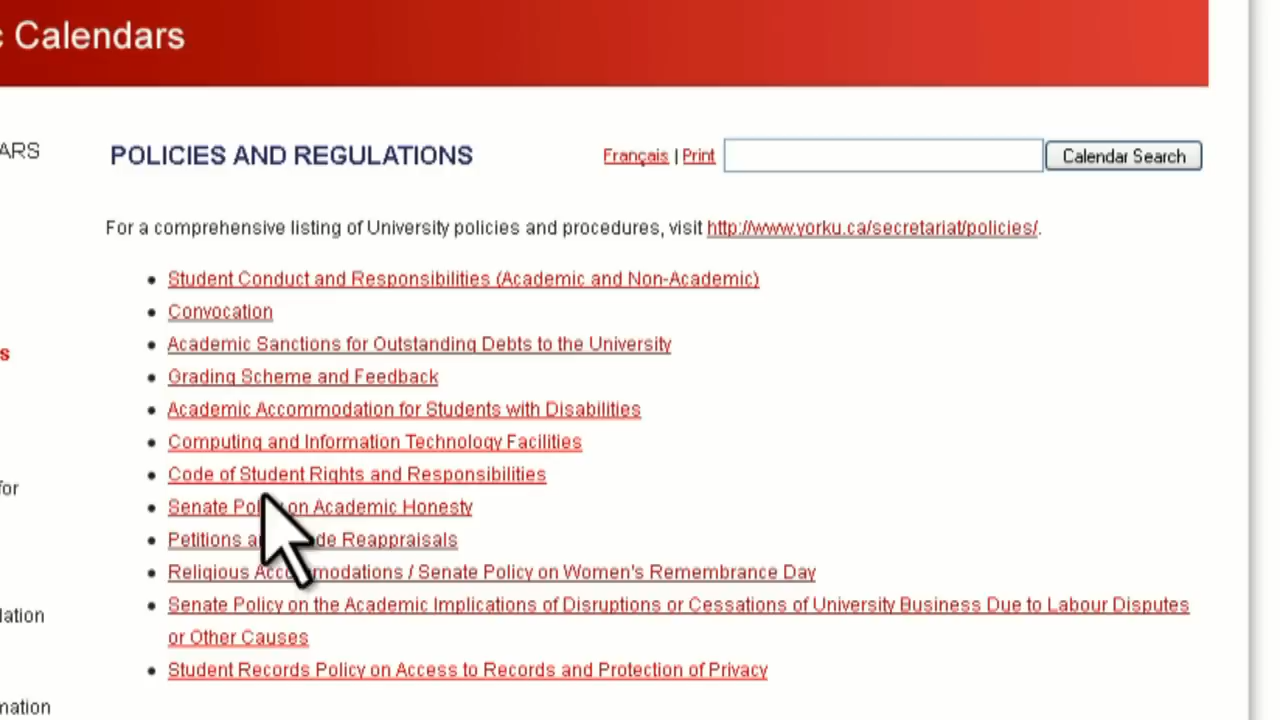 Calendars
ARS
POLICIES AND REGULATIONS
Français | Print
Calendar Search
For a comprehensive listing of University policies and procedures, visit http://www.yorku.ca/secretariat/policies/.
Student Conduct and Responsibilities (Academic and Non-Academic)
Convocation
Academic Sanctions for Outstanding Debts to the University
Grading Scheme and Feedback
s
Academic Accommodation for Students with Disabilities
Computing and Information Technology Facilities
Code of Student Rights and Responsibilities
for
Senate Policy on Academic Honesty
Petitions and Grade Reappraisals
Religious Accommodations / Senate Policy on Women's Remembrance Day
Senate Policy on the Academic Implications of Disruptions or Cessations of University Business Due to Labour Disputes
lation
or Other Causes
Student Records Policy on Access to Records and Protection of Privacy
mation